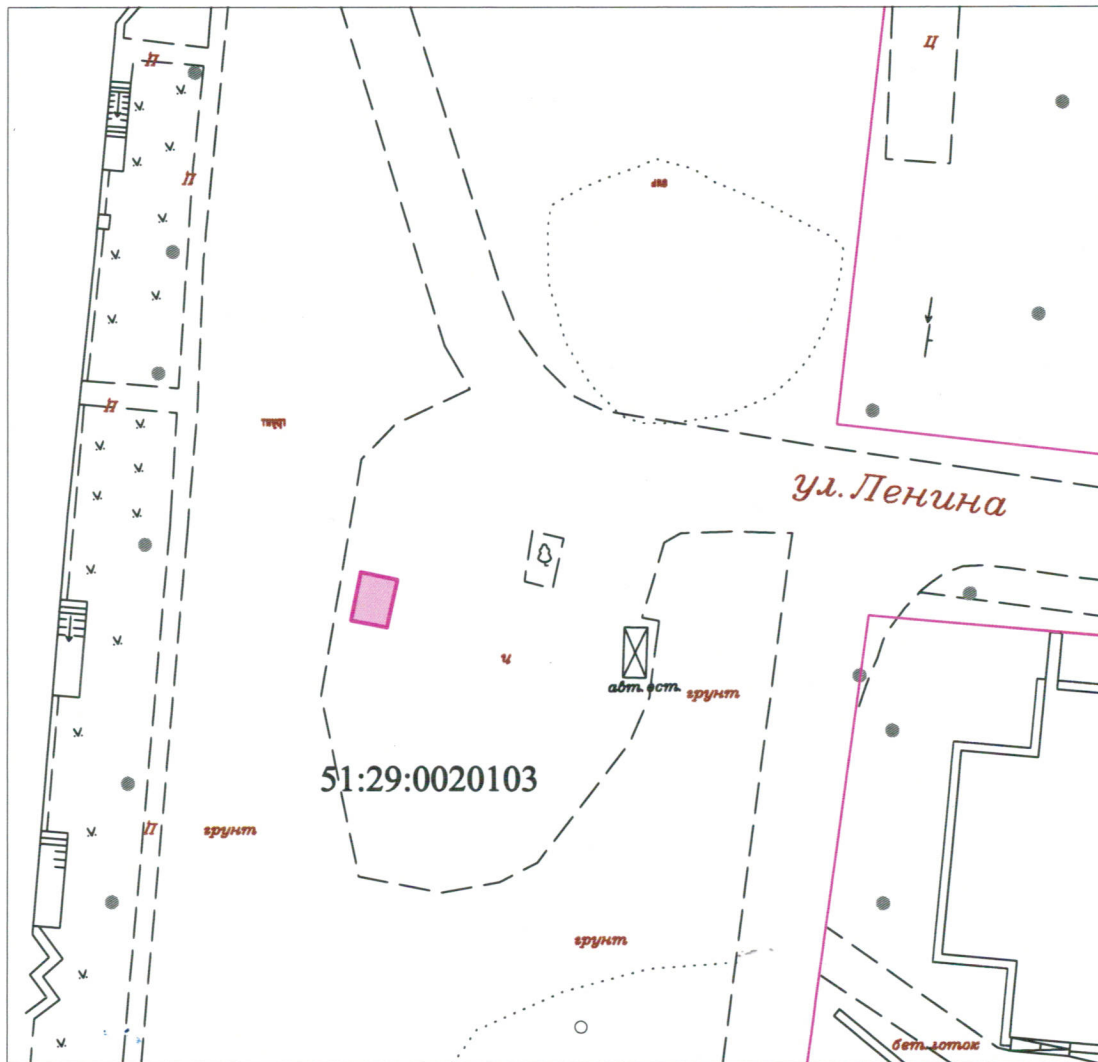 Ц
П
П
П
ул. Ленина
ц
авт. ост.
грунт
51:29:0020103
П
грунт
грунт
бет. лоток